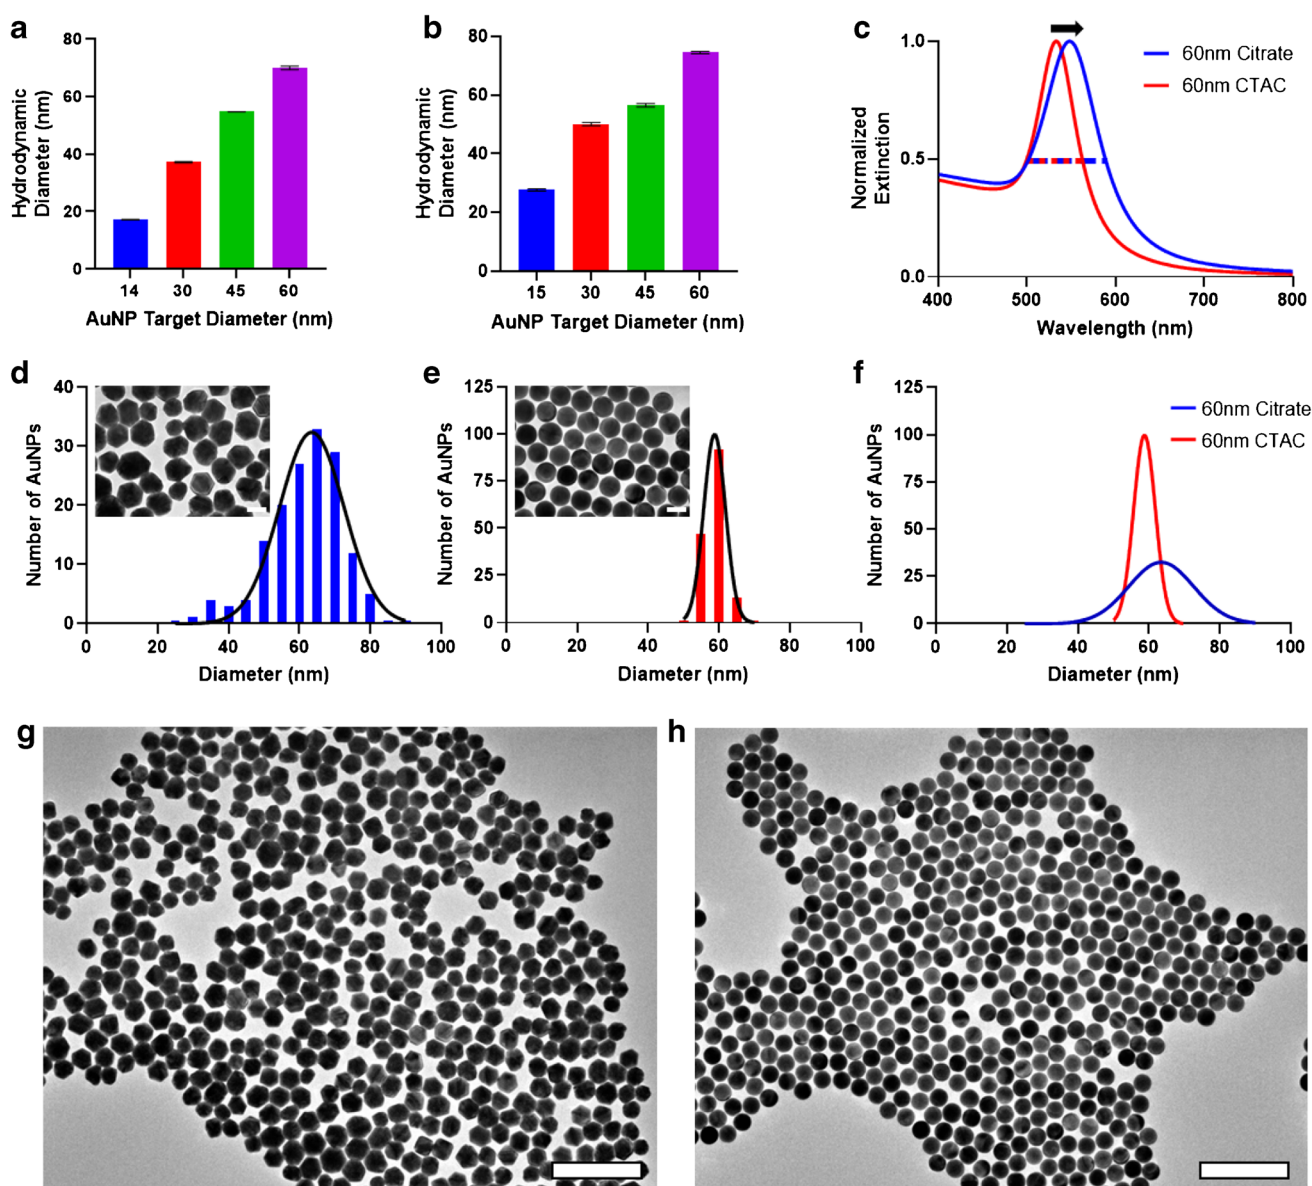 a
80
60
40
20
0
Hydrodynamic
Diameter (nm)
14 30 45 60
AuNP Target Diameter (nm)
b
80
60
40
20
0
Hydrodynamic
Diameter (nm)
15 30 45 60
AuNP Target Diameter (nm)
c
1.0
0.5
0.0
Normalized
Extinction
60nm Citrate
60nm CTAC
400 500 600 700 800
Wavelength (nm)
d
40
30
20
10
0
Number of AuNPs
0 20 40 60 80 100
Diameter (nm)
e
125
100
75
50
25
0
Number of AuNPs
0 20 40 60 80 100
Diameter (nm)
f
125
100
75
50
25
0
Number of AuNPs
60nm Citrate
60nm CTAC
0 20 40 60 80 100
Diameter (nm)
g
h